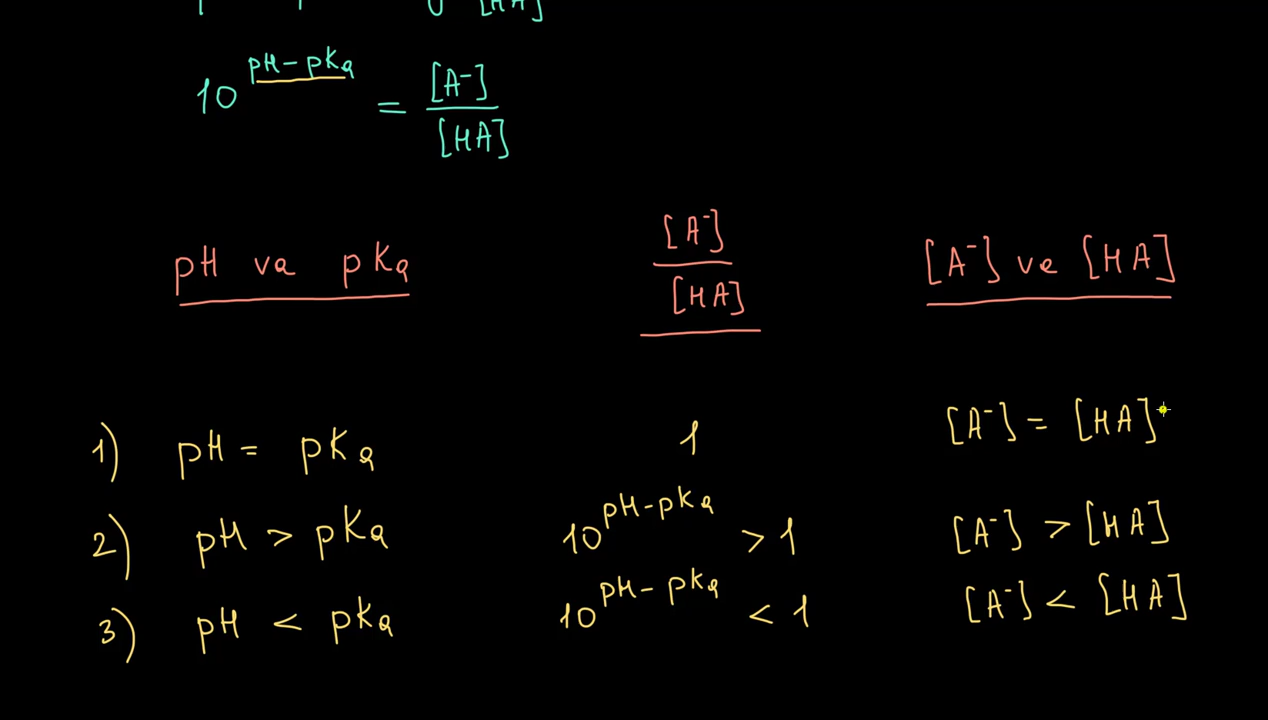 10^(pH-pKa) = [A⁻]/[HA]
pH va pKa [A⁻]/[HA] [A⁻] ve [HA]
1) pH = pKa 1 [A⁻] = [HA]
2) pH > pKa 10^(pH-pKa) > 1 [A⁻] > [HA]
3) pH < pKa 10^(pH-pKa) < 1 [A⁻] < [HA]